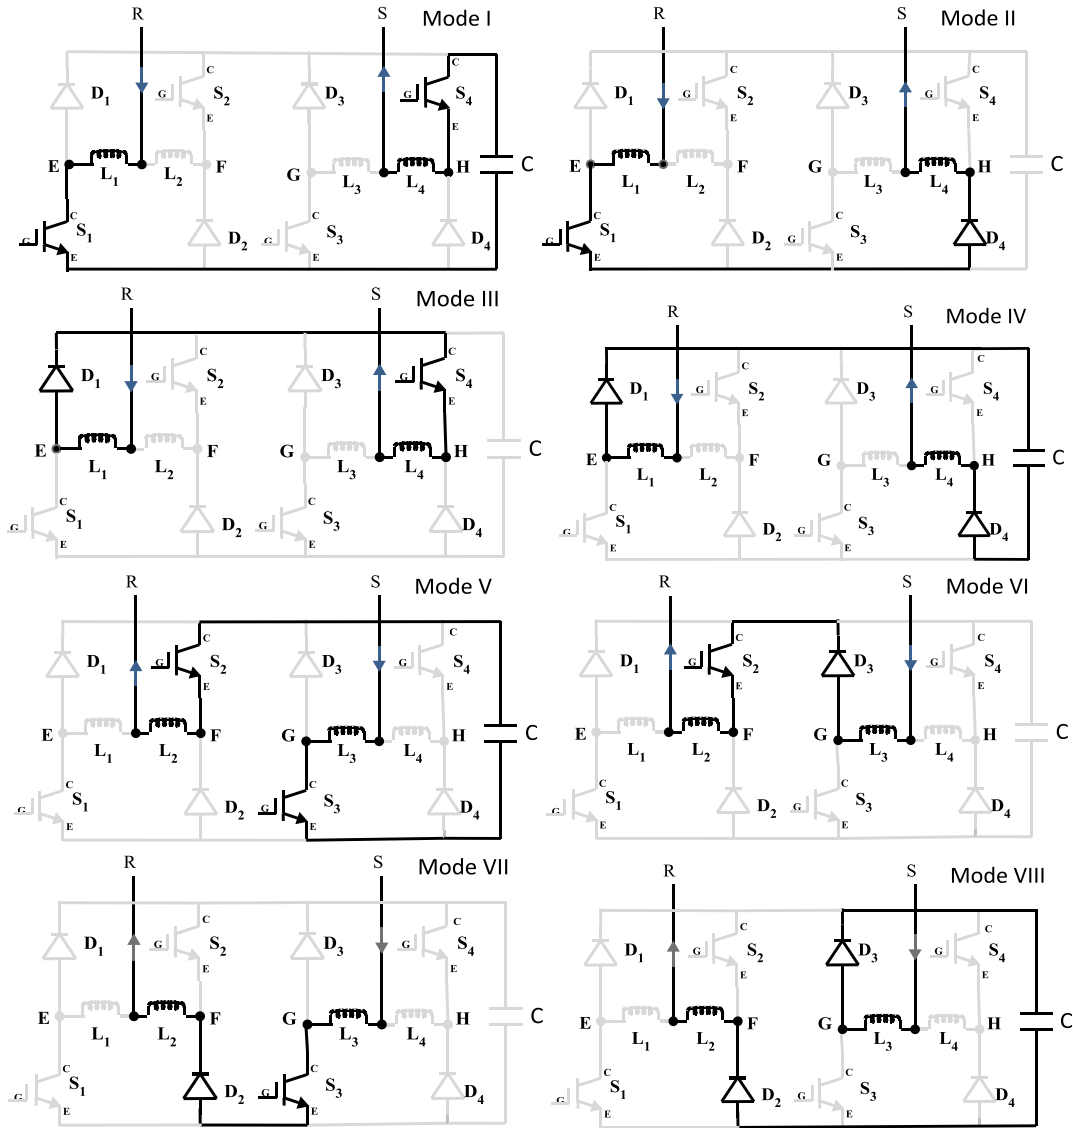 R S Mode I
C C
D1 G S2 D3 G S4
E E
E L1 L2 F G L3 L4 H C
C C
G S1 D2 G S3 D4
E E
R S Mode II
C C
D1 G S2 D3 G S4
E E
E L1 L2 F G L3 L4 H C
C C
G S1 D2 G S3 D4
E E
R S Mode III
C C
D1 G S2 D3 G S4
E E
E L1 L2 F G L3 L4 H C
C C
G S1 D2 G S3 D4
E E
R S Mode IV
C C
D1 G S2 D3 G S4
E E
E L1 L2 F G L3 L4 H C
C C
G S1 D2 G S3 D4
E E
R S Mode V
C C
D1 G S2 D3 G S4
E E
E L1 L2 F G L3 L4 H C
C C
G S1 D2 G S3 D4
E E
R S Mode VI
C C
D1 G S2 D3 G S4
E E
E L1 L2 F G L3 L4 H C
C C
G S1 D2 G S3 D4
E E
R S Mode VII
C C
D1 G S2 D3 G S4
E E
E L1 L2 F G L3 L4 H C
C C
G S1 D2 G S3 D4
E E
R S Mode VIII
C C
D1 G S2 D3 G S4
E E
E L1 L2 F G L3 L4 H C
C C
G S1 D2 G S3 D4
E E